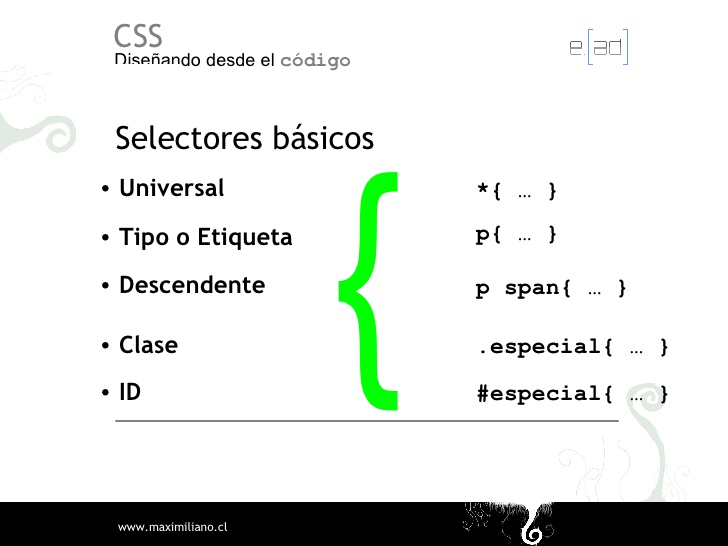 CSS
Diseñando desde el código
e.[ad]
Selectores básicos
• Universal
*{ … }
• Tipo o Etiqueta
p{ … }
• Descendente
p span{ … }
• Clase
.especial{ … }
• ID
#especial{ … }
{
www.maximiliano.cl